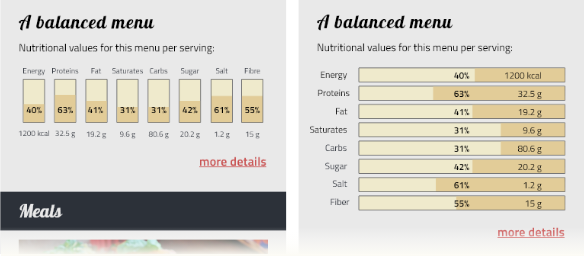 A balanced menu
Nutritional values for this menu per serving:
Energy Proteins Fat Saturates Carbs Sugar Salt Fibre
40% 63% 41% 31% 31% 42% 61% 55%
1200 kcal 32.5 g 19.2 g 9.6 g 80.6 g 20.2 g 1.2 g 15 g
more details
Meals
A balanced menu
Nutritional values for this menu per serving:
Energy 40% 1200 kcal
Proteins 63% 32.5 g
Fat 41% 19.2 g
Saturates 31% 9.6 g
Carbs 31% 80.6 g
Sugar 42% 20.2 g
Salt 61% 1.2 g
Fiber 55% 15 g
more details